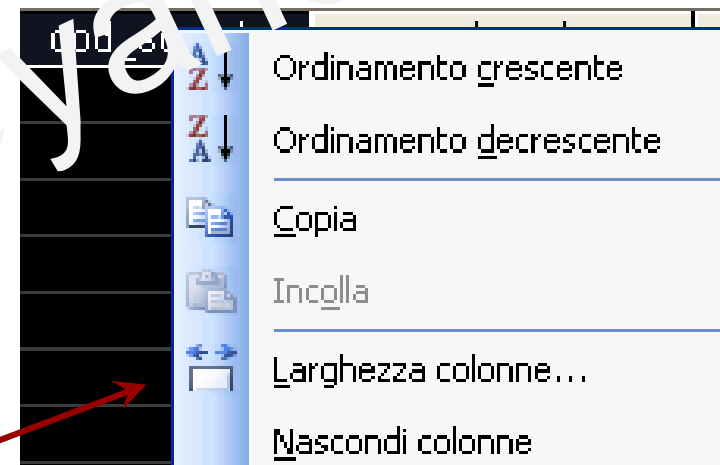 Ordinamento crescente
Ordinamento decrescente
Copia
Incolla
Larghezza colonne...
Nascondi colonne